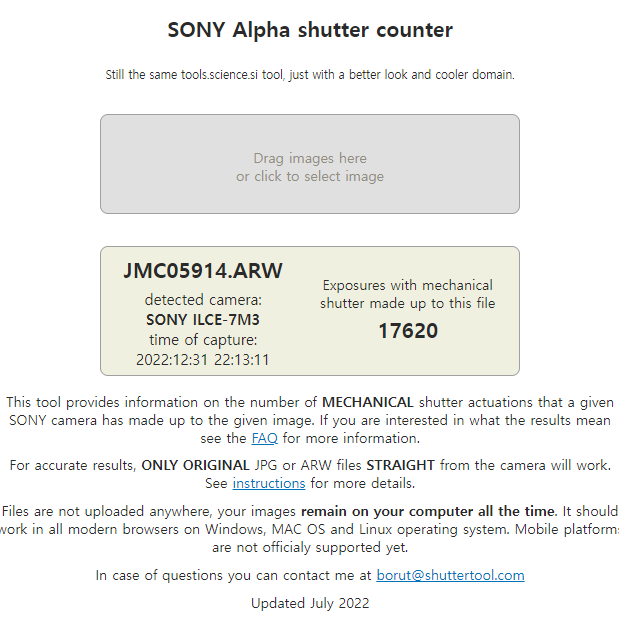 SONY Alpha shutter counter
Still the same tools.science.si tool, just with a better look and cooler domain.
Drag images here
or click to select image
JMC05914.ARW
detected camera:
SONY ILCE-7M3
time of capture:
2022:12:31 22:13:11
Exposures with mechanical
shutter made up to this file
17620
This tool provides information on the number of MECHANICAL shutter actuations that a given
SONY camera has made up to the given image. If you are interested in what the results mean
see the FAQ for more information.
For accurate results, ONLY ORIGINAL JPG or ARW files STRAIGHT from the camera will work.
See instructions for more details.
Files are not uploaded anywhere, your images remain on your computer all the time. It should
work in all modern browsers on Windows, MAC OS and Linux operating system. Mobile platforms
are not officialy supported yet.
In case of questions you can contact me at borut@shuttertool.com
Updated July 2022